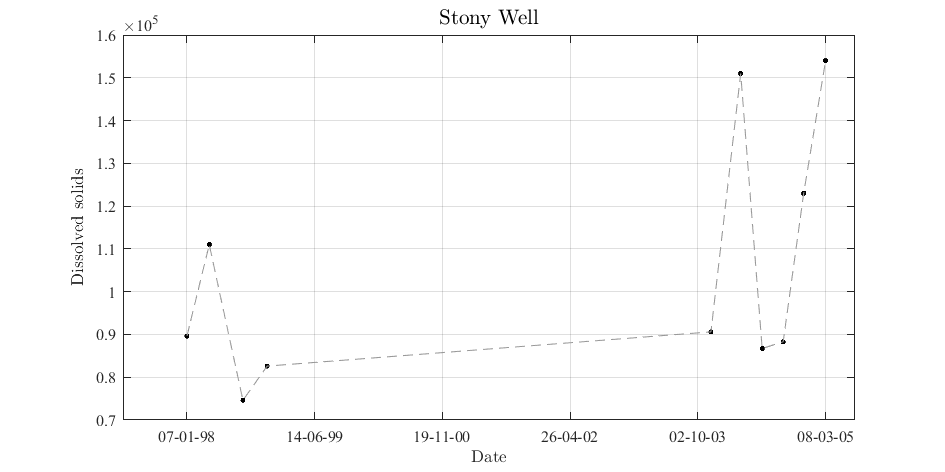 Stony Well
×10⁵
1.6
1.5
1.4
1.3
1.2
1.1
1
0.9
0.8
0.7
Dissolved solids
07-01-98 14-06-99 19-11-00 26-04-02 02-10-03 08-03-05
Date